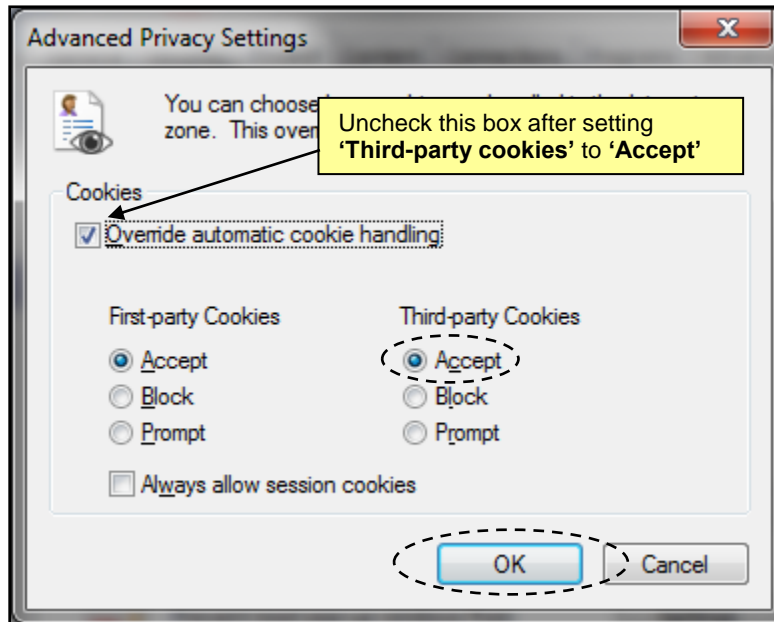 Advanced Privacy Settings
You can choose
zone. This over
Uncheck this box after setting
‘Third-party cookies’ to ‘Accept’
Cookies
Override automatic cookie handling
First-party Cookies
Third-party Cookies
Accept
Accept
Block
Block
Prompt
Prompt
Always allow session cookies
OK
Cancel